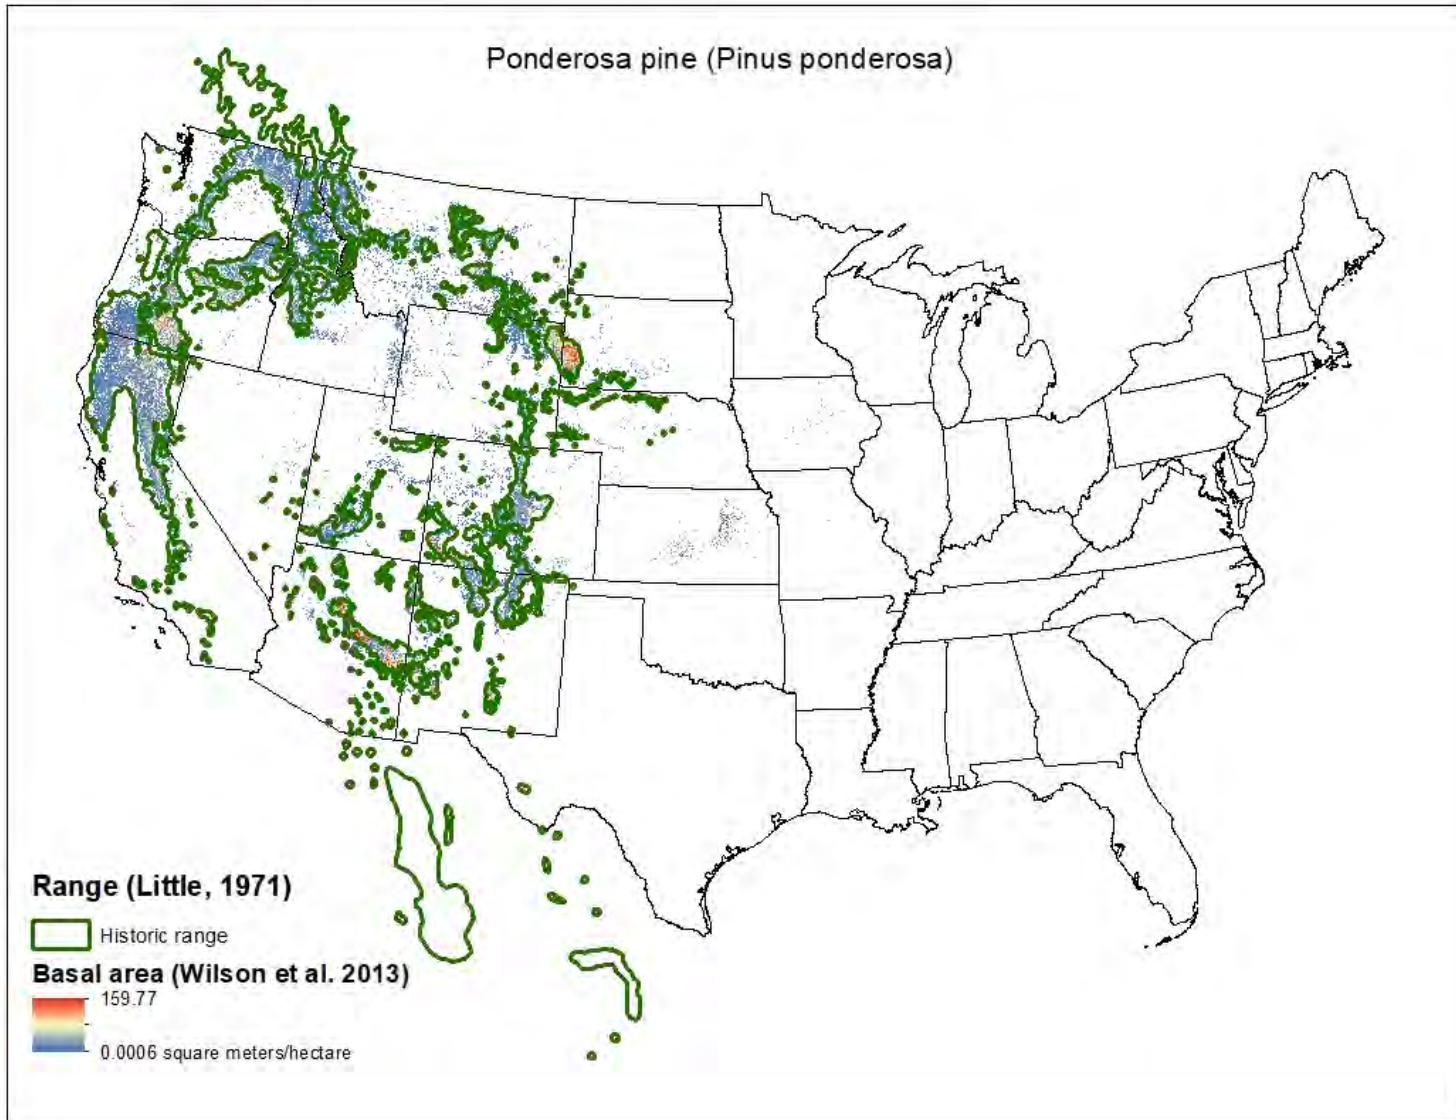 Ponderosa pine (Pinus ponderosa)
Range (Little, 1971)
Historic range
Basal area (Wilson et al. 2013)
159.77
0.0006 square meters/hectare